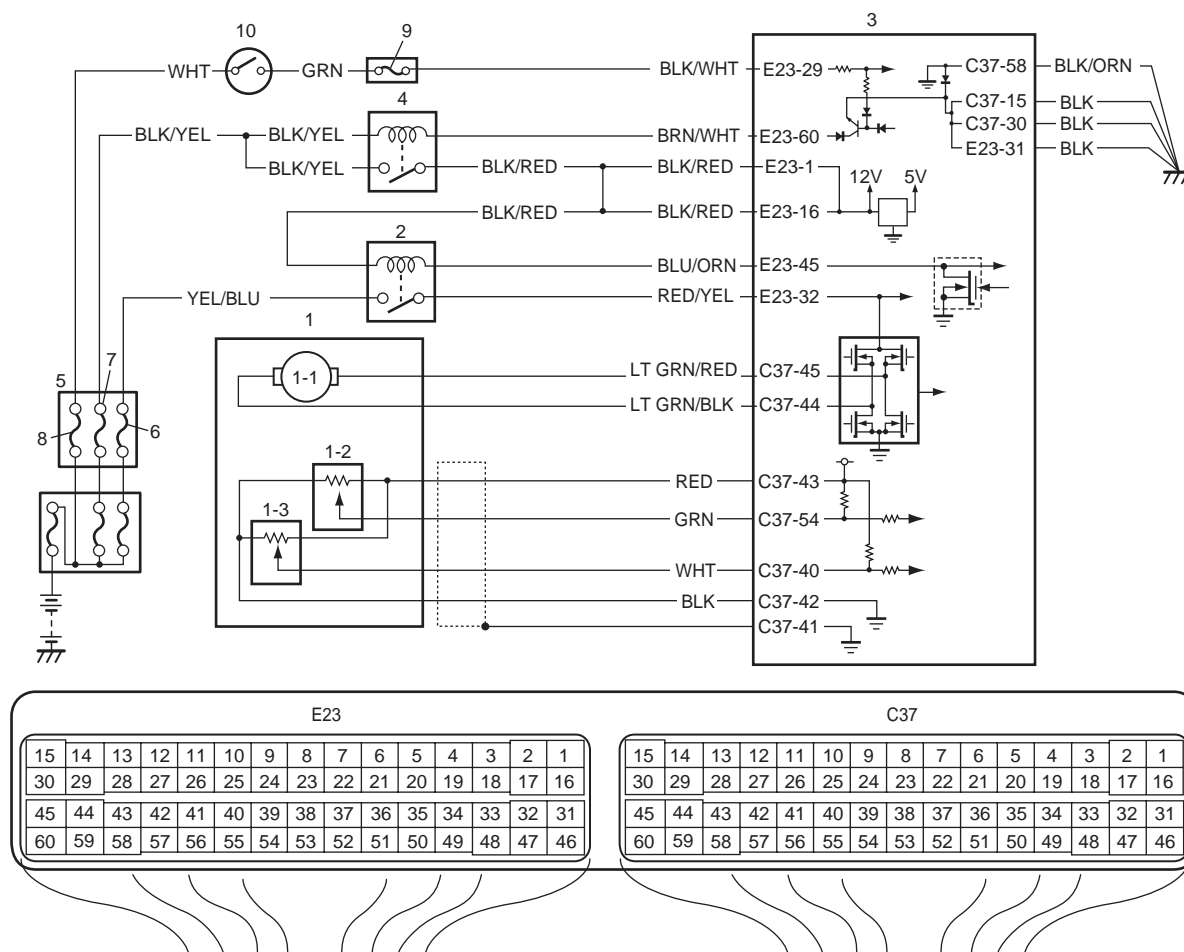 3
10
9
WHT
GRN
BLK/WHT
E23-29
C37-58
BLK/ORN
4
C37-15
BLK
BLK/YEL
BLK/YEL
BRN/WHT
E23-60
C37-30
BLK
E23-31
BLK
BLK/YEL
BLK/RED
BLK/RED
E23-1
12V
5V
BLK/RED
BLK/RED
E23-16
2
BLU/ORN
E23-45
YEL/BLU
RED/YEL
E23-32
1
7
5
1-1
LT GRN/RED
C37-45
LT GRN/BLK
C37-44
8
6
1-2
RED
C37-43
1-3
GRN
C37-54
WHT
C37-40
BLK
C37-42
C37-41
E23
C37
15 14 13 12 11 10 9 8 7 6 5 4 3 2 1
15 14 13 12 11 10 9 8 7 6 5 4 3 2 1
30 29 28 27 26 25 24 23 22 21 20 19 18 17 16
30 29 28 27 26 25 24 23 22 21 20 19 18 17 16
45 44 43 42 41 40 39 38 37 36 35 34 33 32 31
45 44 43 42 41 40 39 38 37 36 35 34 33 32 31
60 59 58 57 56 55 54 53 52 51 50 49 48 47 46
60 59 58 57 56 55 54 53 52 51 50 49 48 47 46